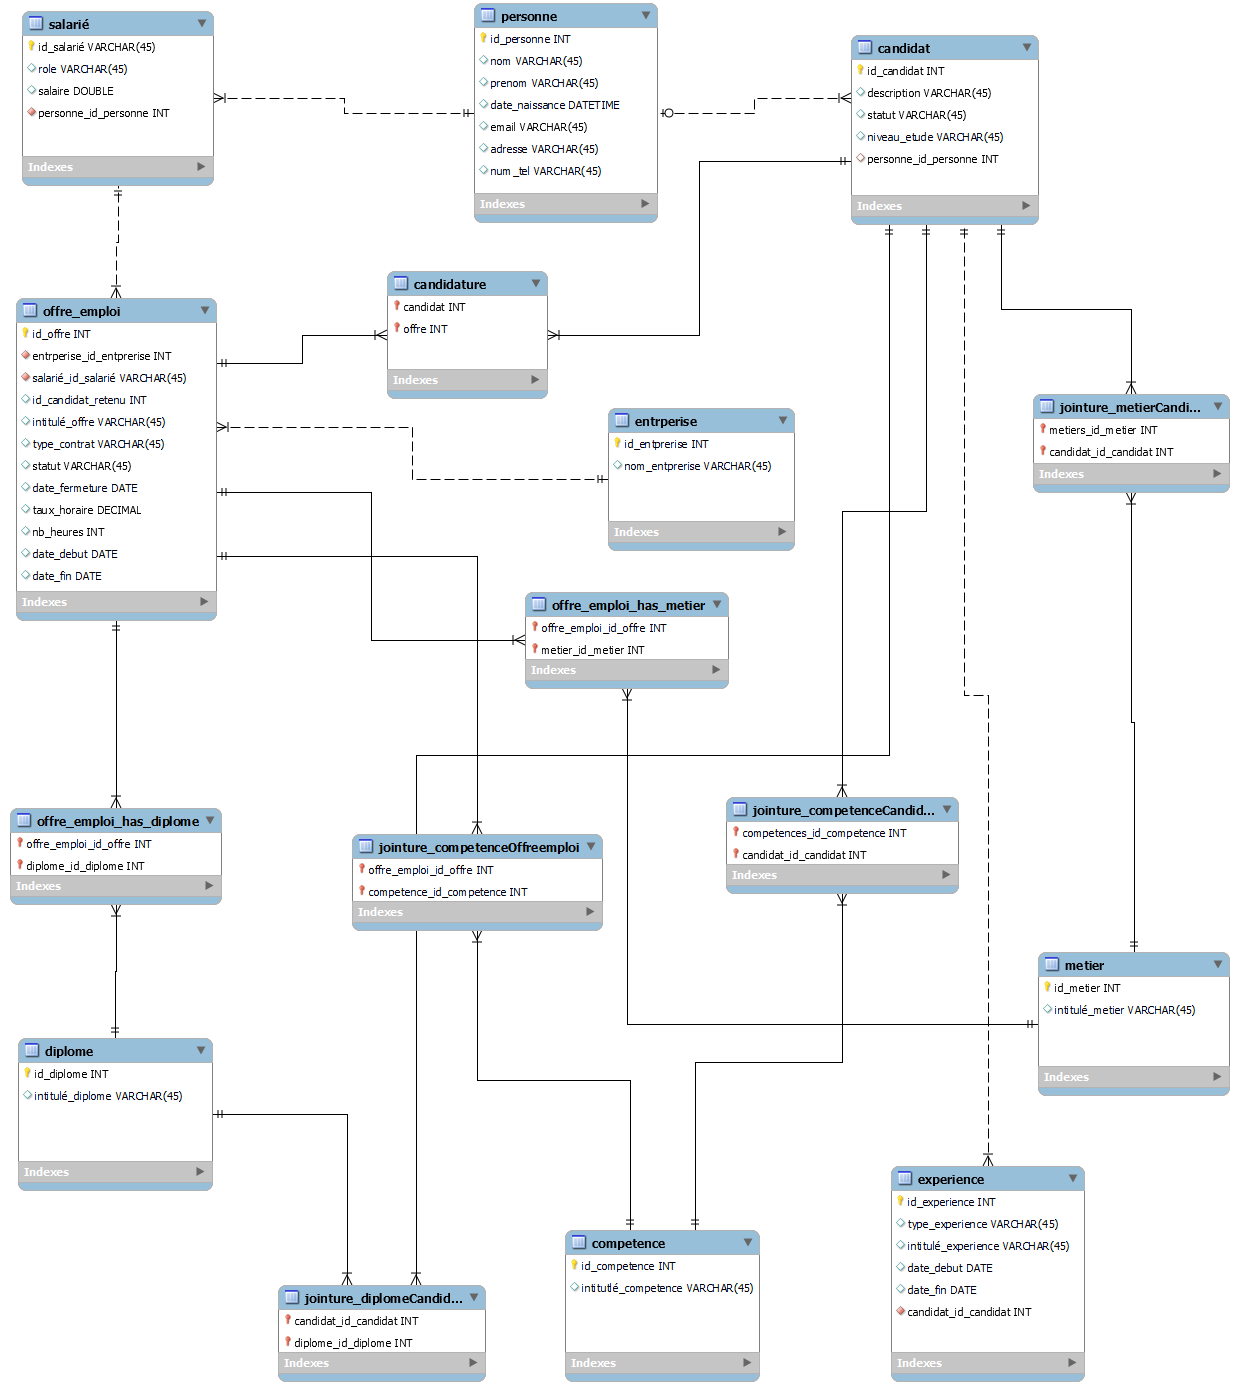 salarié
id_salarié VARCHAR(45)
role VARCHAR(45)
salaire DOUBLE
personne_id_personne INT
Indexes
personne
id_personne INT
nom VARCHAR(45)
prenom VARCHAR(45)
date_naissance DATETIME
email VARCHAR(45)
adresse VARCHAR(45)
num_tel VARCHAR(45)
Indexes
candidat
id_candidat INT
description VARCHAR(45)
statut VARCHAR(45)
niveau_etude VARCHAR(45)
personne_id_personne INT
Indexes
offre_emploi
id_offre INT
entrperise_id_entprerise INT
salarié_id_salarié VARCHAR(45)
id_candidat_retenu INT
intitulé_offre VARCHAR(45)
type_contrat VARCHAR(45)
statut VARCHAR(45)
date_fermeture DATE
taux_horaire DECIMAL
nb_heures INT
date_debut DATE
date_fin DATE
Indexes
candidature
candidat INT
offre INT
Indexes
entrperise
id_entprerise INT
nom_entprerise VARCHAR(45)
Indexes
jointure_metierCandi...
metiers_id_metier INT
candidat_id_candidat INT
Indexes
offre_emploi_has_metier
offre_emploi_id_offre INT
metier_id_metier INT
Indexes
offre_emploi_has_diplome
offre_emploi_id_offre INT
diplome_id_diplome INT
Indexes
jointure_competenceOffreemploi
offre_emploi_id_offre INT
competence_id_competence INT
Indexes
jointure_competenceCandid...
competences_id_competence INT
candidat_id_candidat INT
Indexes
metier
id_metier INT
intitulé_metier VARCHAR(45)
Indexes
diplome
id_diplome INT
intitulé_diplome VARCHAR(45)
Indexes
jointure_diplomeCandid...
candidat_id_candidat INT
diplome_id_diplome INT
Indexes
competence
id_competence INT
intitutlé_competence VARCHAR(45)
Indexes
experience
id_experience INT
type_experience VARCHAR(45)
intitulé_experience VARCHAR(45)
date_debut DATE
date_fin DATE
candidat_id_candidat INT
Indexes